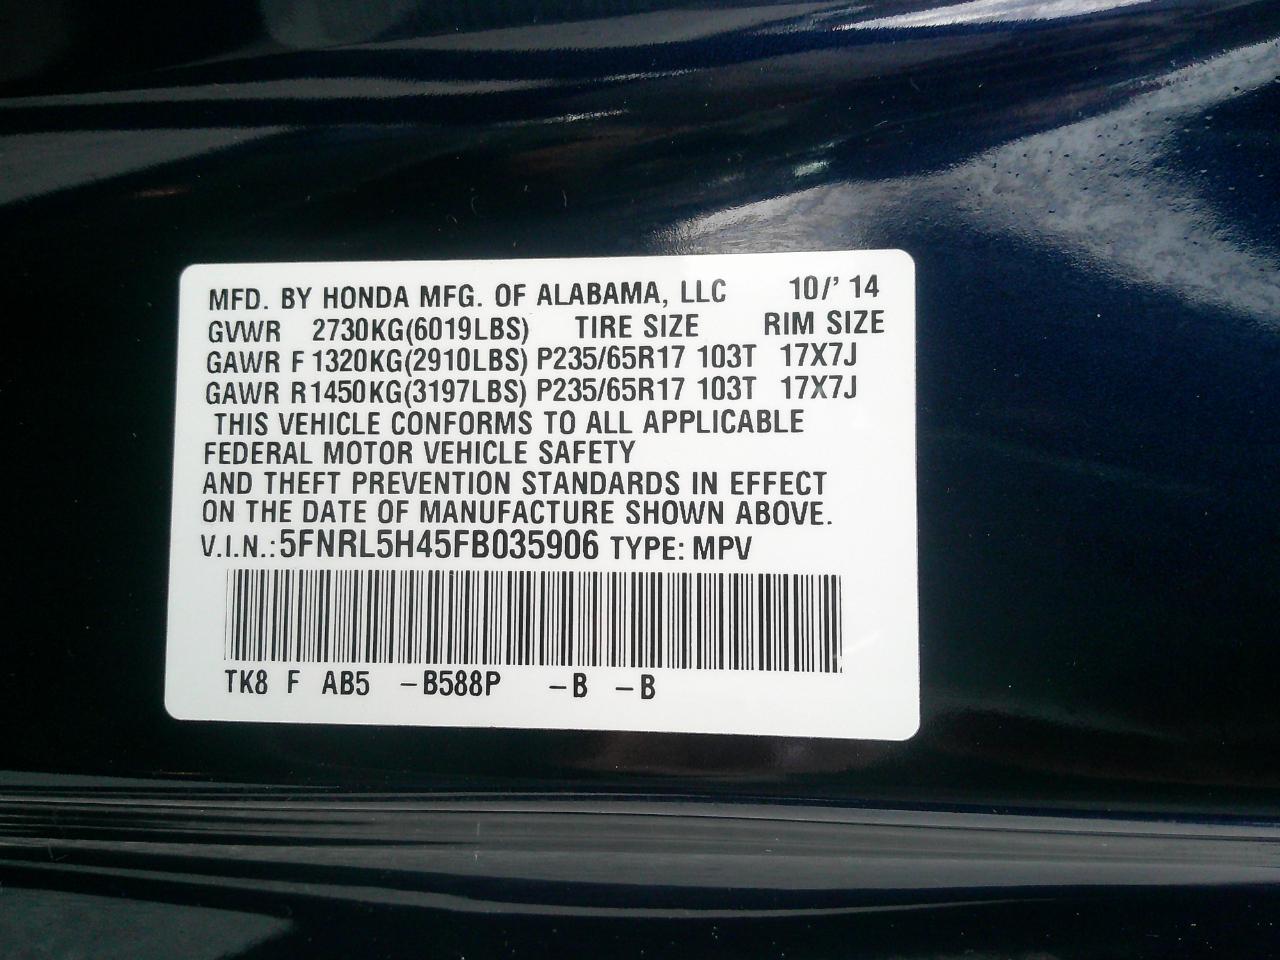 MFD. BY HONDA MFG. OF ALABAMA, LLC 10/' 14
GVWR 2730KG(6019LBS) TIRE SIZE RIM SIZE
GAWR F 1320KG(2910LBS) P235/65R17 103T 17X7J
GAWR R1450KG(3197LBS) P235/65R17 103T 17X7J
THIS VEHICLE CONFORMS TO ALL APPLICABLE
FEDERAL MOTOR VEHICLE SAFETY
AND THEFT PREVENTION STANDARDS IN EFFECT
ON THE DATE OF MANUFACTURE SHOWN ABOVE.
V.I.N.:5FNRL5H45FB035906 TYPE: MPV
TK8 F AB5 -B588P -B -B